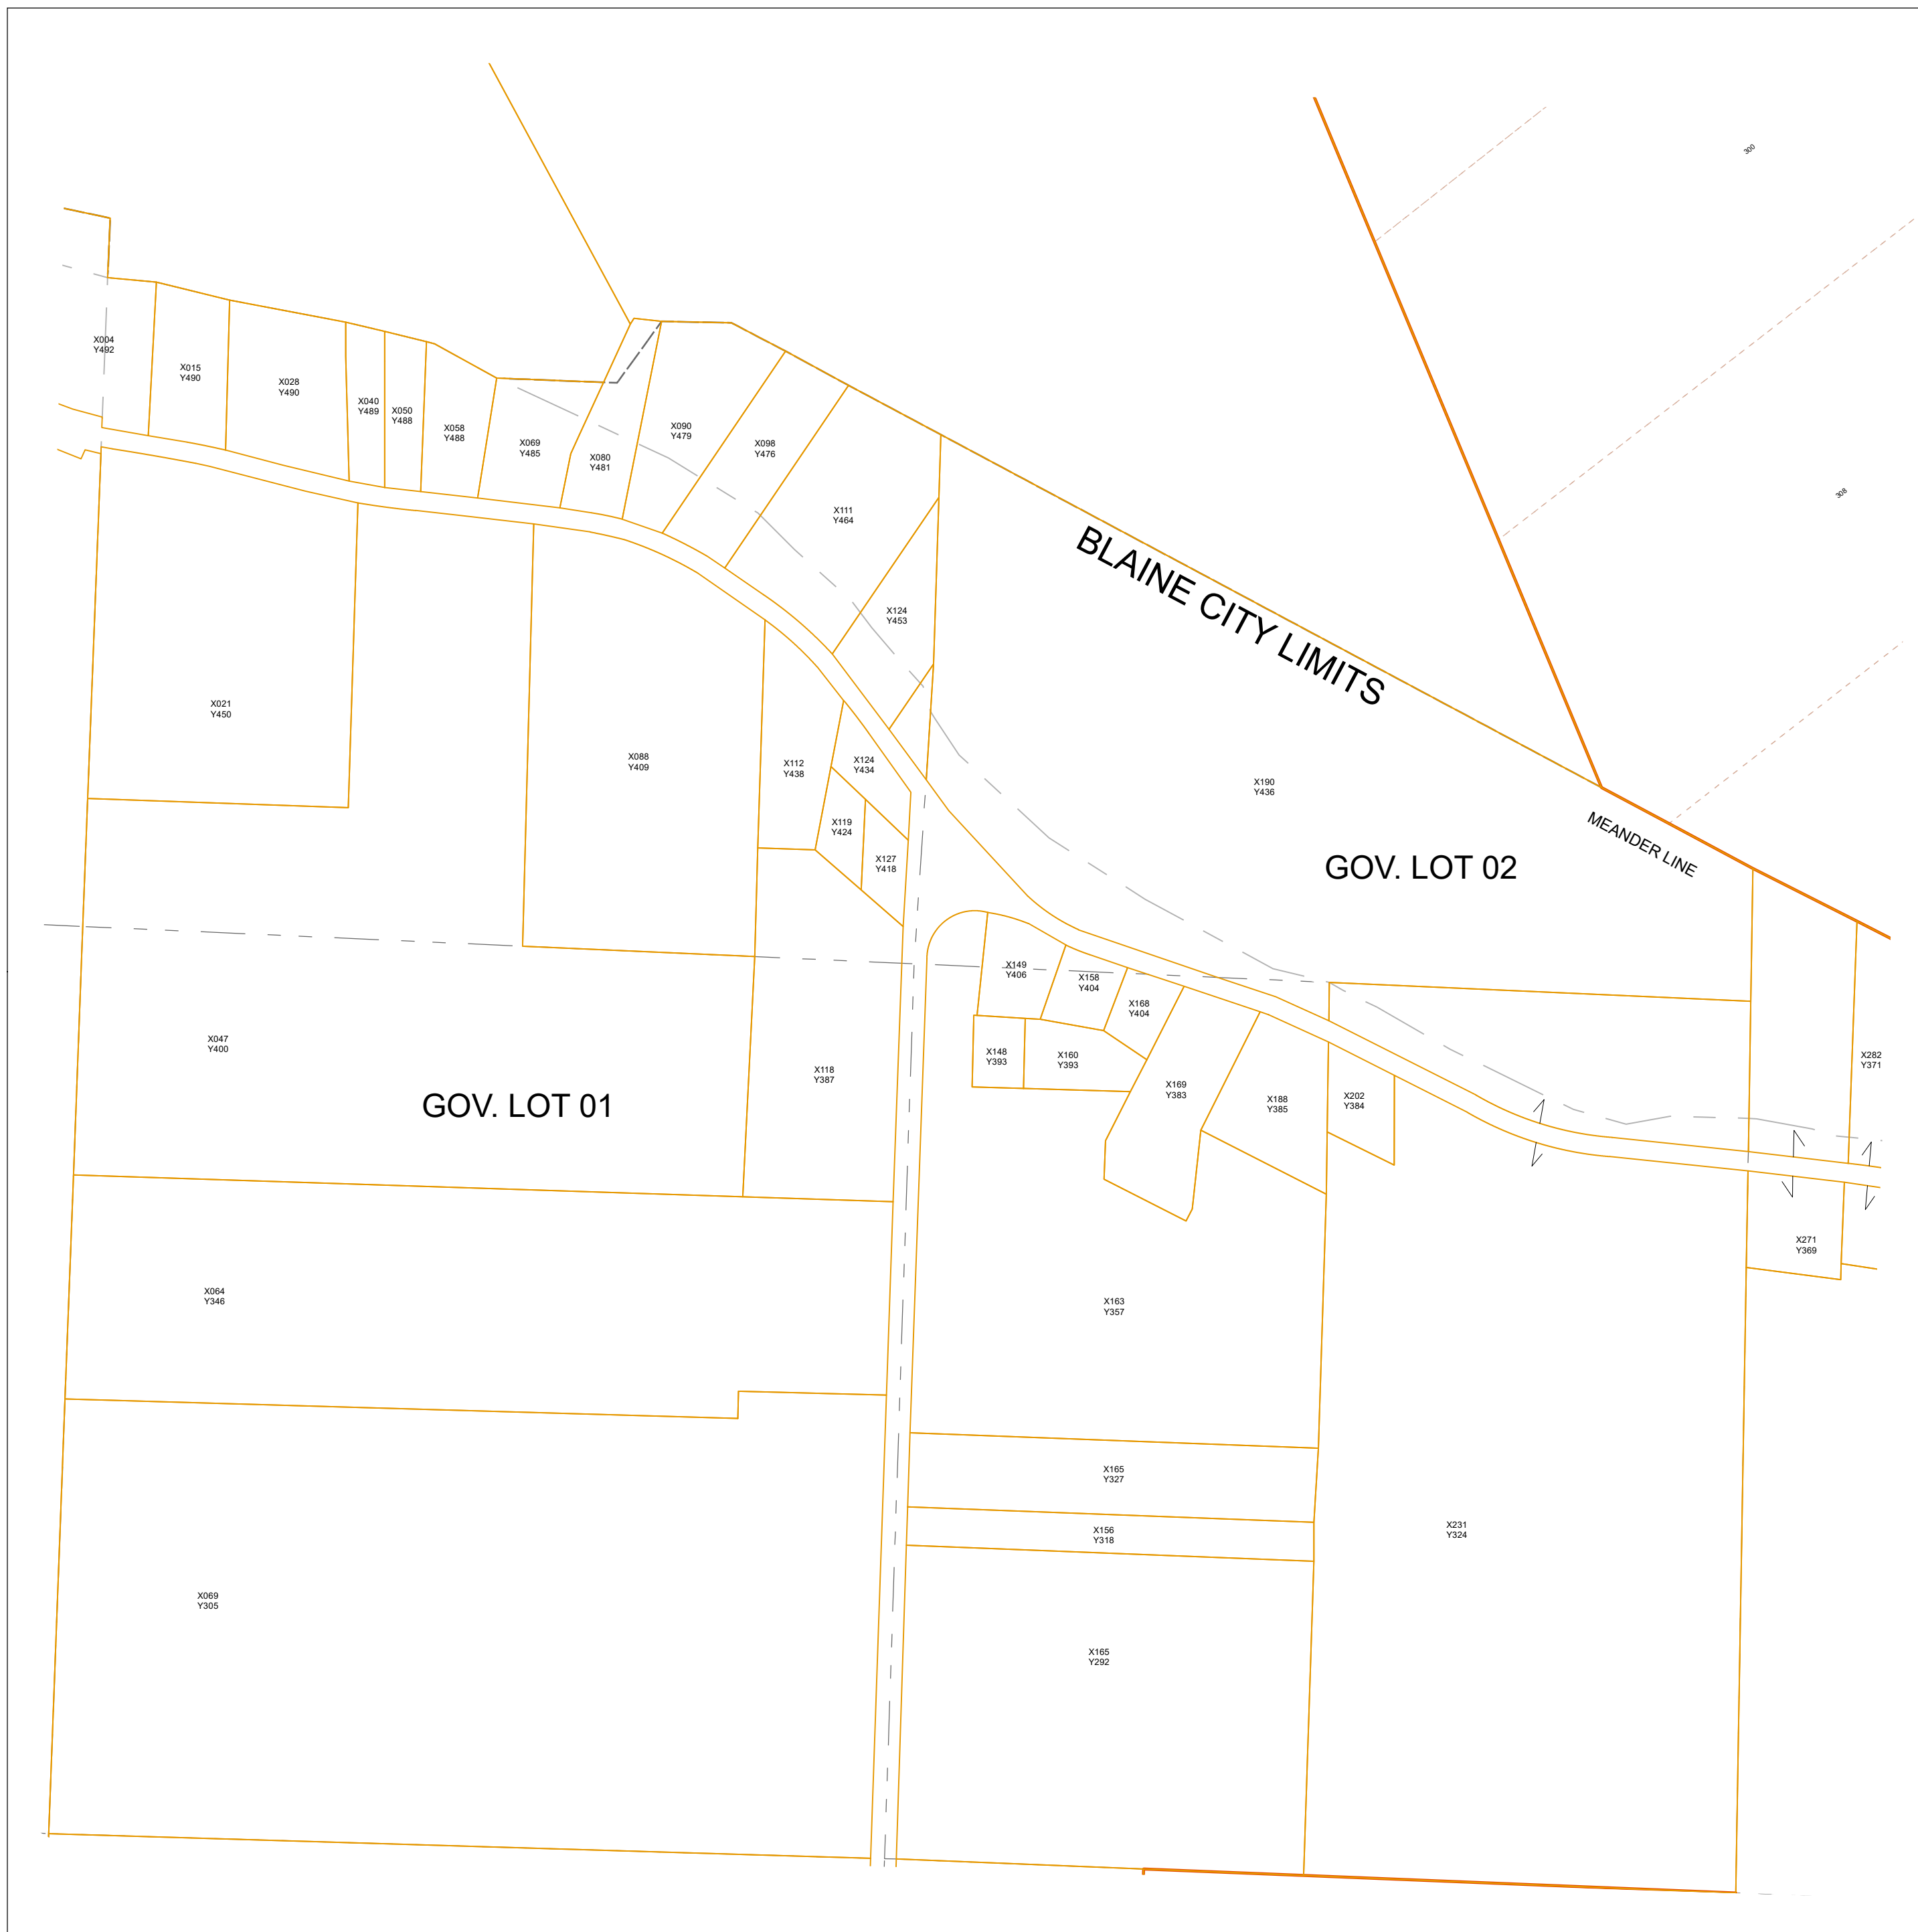 300
X004
Y492
X015
Y490
X028
Y490
X040
Y489
X050
Y488
X058
Y488
X069
Y485
X080
Y481
X090
Y479
X098
Y476
308
X111
Y464
BLAINE CITY LIMITS
X124
Y453
X021
Y450
X088
Y409
X112
Y438
X124
Y434
X190
Y436
X119
Y424
MEANDER LINE
X127
Y418
GOV. LOT 02
X149
Y406
X158
Y404
X168
Y404
X047
Y400
X148
Y393
X160
Y393
X282
Y371
X118
Y387
X169
Y383
X188
Y385
X202
Y384
GOV. LOT 01
X271
Y369
X064
Y346
X163
Y357
X165
Y327
X156
Y318
X231
Y324
X069
Y305
X165
Y292